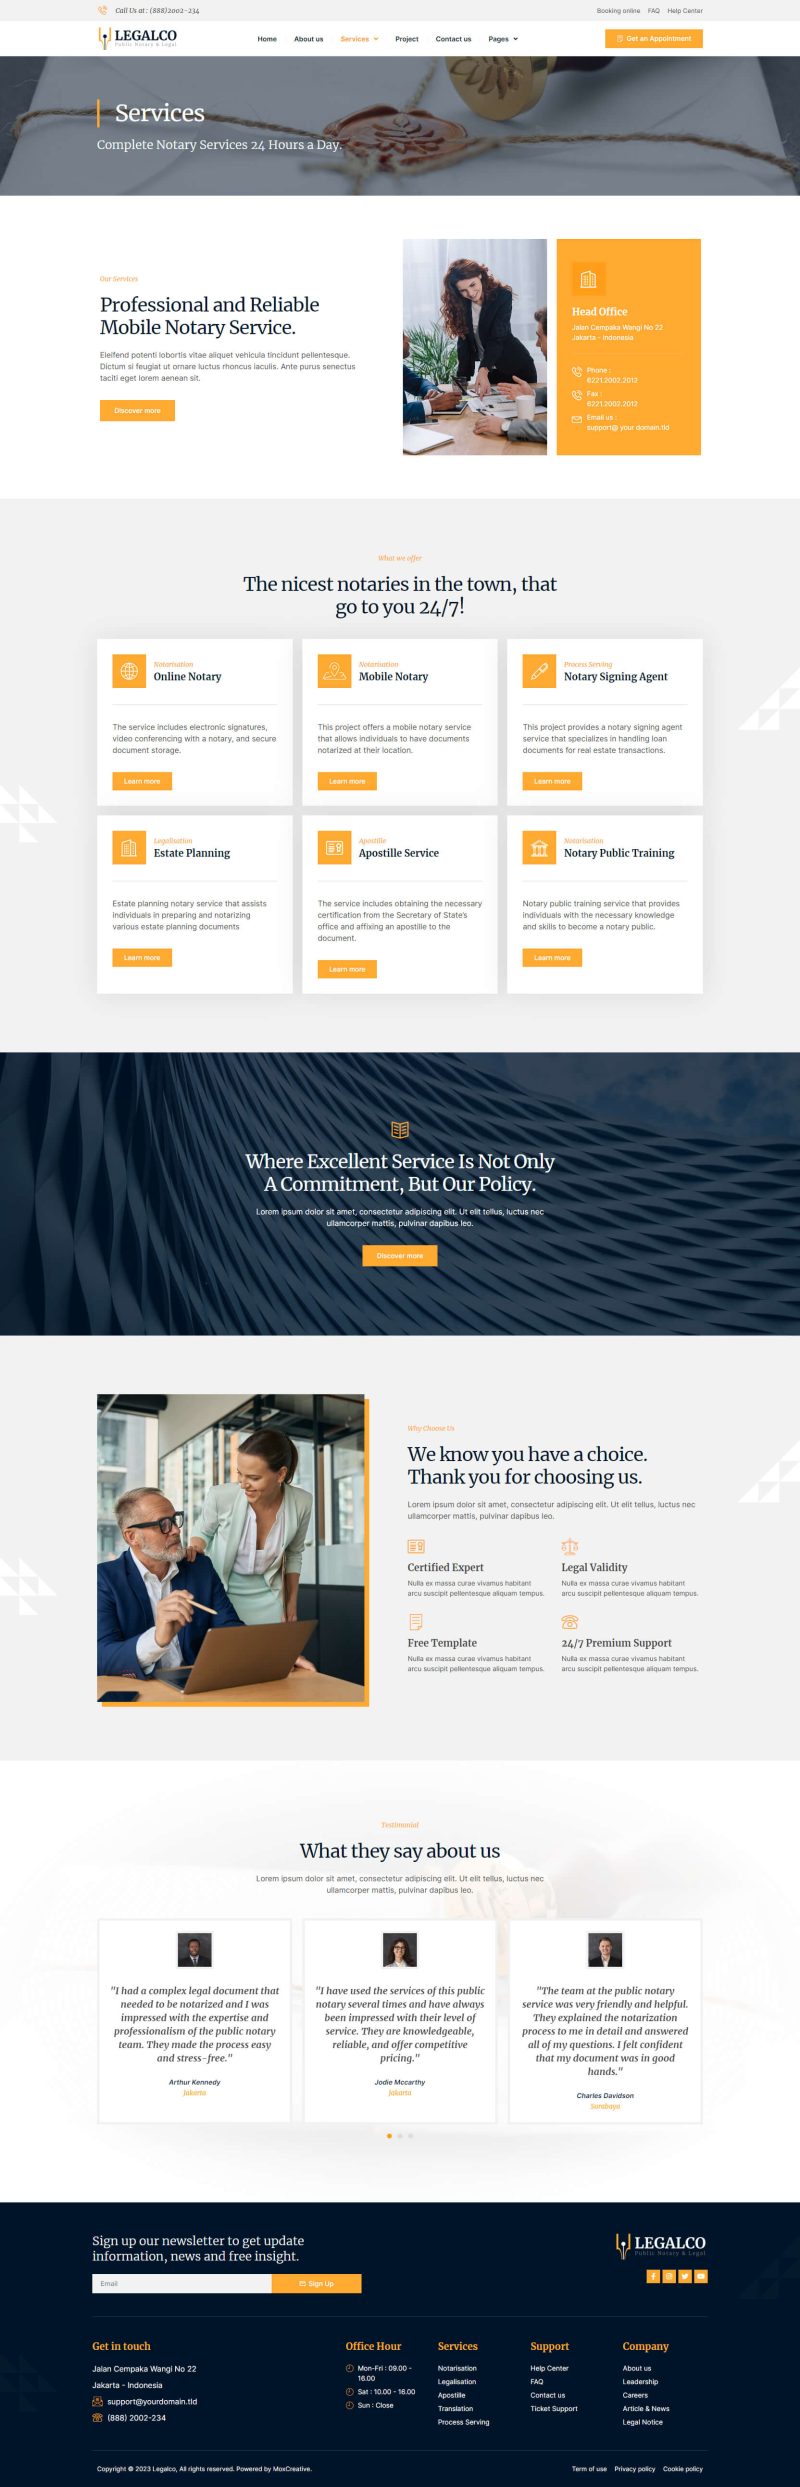 Call Us at : (888)2002-234
Booking online FAQ Help Center
LEGALCO
Public Notary & Legal
Home About us Services Project Contact us Pages
Get an Appointment
Services
Complete Notary Services 24 Hours a Day.
Our Services
Professional and Reliable
Mobile Notary Service.
Eleifend potenti lobortis vitae aliquet vehicula tincidunt pellentesque.
Dictum si feugiat ut ornare luctus rhoncus iaculis. Ante purus senectus
taciti eget lorem aenean sit.
Discover more
Head Office
Jalan Cempaka Wangi No 22
Jakarta - Indonesia
Phone :
6221.2002.2012
Fax :
6221.2002.2012
Email us :
support@ your domain.tld
What we offer
The nicest notaries in the town, that
go to you 24/7!
Notarisation
Online Notary
The service includes electronic signatures,
video conferencing with a notary, and secure
document storage.
Learn more
Notarisation
Mobile Notary
This project offers a mobile notary service
that allows individuals to have documents
notarized at their location.
Learn more
Process Serving
Notary Signing Agent
This project provides a notary signing agent
service that specializes in handling loan
documents for real estate transactions.
Learn more
Legalisation
Estate Planning
Estate planning notary service that assists
individuals in preparing and notarizing
various estate planning documents
Learn more
Apostille
Apostille Service
The service includes obtaining the necessary
certification from the Secretary of State's
office and affixing an apostille to the
document.
Learn more
Notarisation
Notary Public Training
Notary public training service that provides
individuals with the necessary knowledge
and skills to become a notary public.
Learn more
Where Excellent Service Is Not Only
A Commitment, But Our Policy.
Lorem ipsum dolor sit amet, consectetur adipiscing elit. Ut elit tellus, luctus nec
ullamcorper mattis, pulvinar dapibus leo.
Discover more
Why Choose Us
We know you have a choice.
Thank you for choosing us.
Lorem ipsum dolor sit amet, consectetur adipiscing elit. Ut elit tellus, luctus nec
ullamcorper mattis, pulvinar dapibus leo.
Certified Expert
Nulla ex massa curae vivamus habitant
arcu suscipit pellentesque aliquam tempus.
Legal Validity
Nulla ex massa curae vivamus habitant
arcu suscipit pellentesque aliquam tempus.
Free Template
Nulla ex massa curae vivamus habitant
arcu suscipit pellentesque aliquam tempus.
24/7 Premium Support
Nulla ex massa curae vivamus habitant
arcu suscipit pellentesque aliquam tempus.
Testimonial
What they say about us
Lorem ipsum dolor sit amet, consectetur adipiscing elit. Ut elit tellus, luctus nec
ullamcorper mattis, pulvinar dapibus leo.
"I had a complex legal document that
needed to be notarized and I was
impressed with the expertise and
professionalism of the public notary
team. They made the process easy
and stress-free."
Arthur Kennedy
Jakarta
"I have used the services of this public
notary several times and have always
been impressed with their level of
service. They are knowledgeable,
reliable, and offer competitive
pricing."
Jodie Mccarthy
Jakarta
"The team at the public notary
service was very friendly and helpful.
They explained the notarization
process to me in detail and answered
all of my questions. I felt confident
that my document was in good
hands."
Charles Davidson
Surabaya
Sign up our newsletter to get update
information, news and free insight.
Email
Sign Up
LEGALCO
Public Notary & Legal
Get in touch
Jalan Cempaka Wangi No 22
Jakarta - Indonesia
support@yourdomain.tld
(888) 2002-234
Office Hour
Mon-Fri : 09.00 -
16.00
Sat : 10.00 - 16.00
Sun : Close
Services
Notarisation
Legalisation
Apostille
Translation
Process Serving
Support
Help Center
FAQ
Contact us
Ticket Support
Company
About us
Leadership
Careers
Article & News
Legal Notice
Copyright © 2023 Legalco, All rights reserved. Powered by MoxCreative.
Term of use Privacy policy Cookie policy